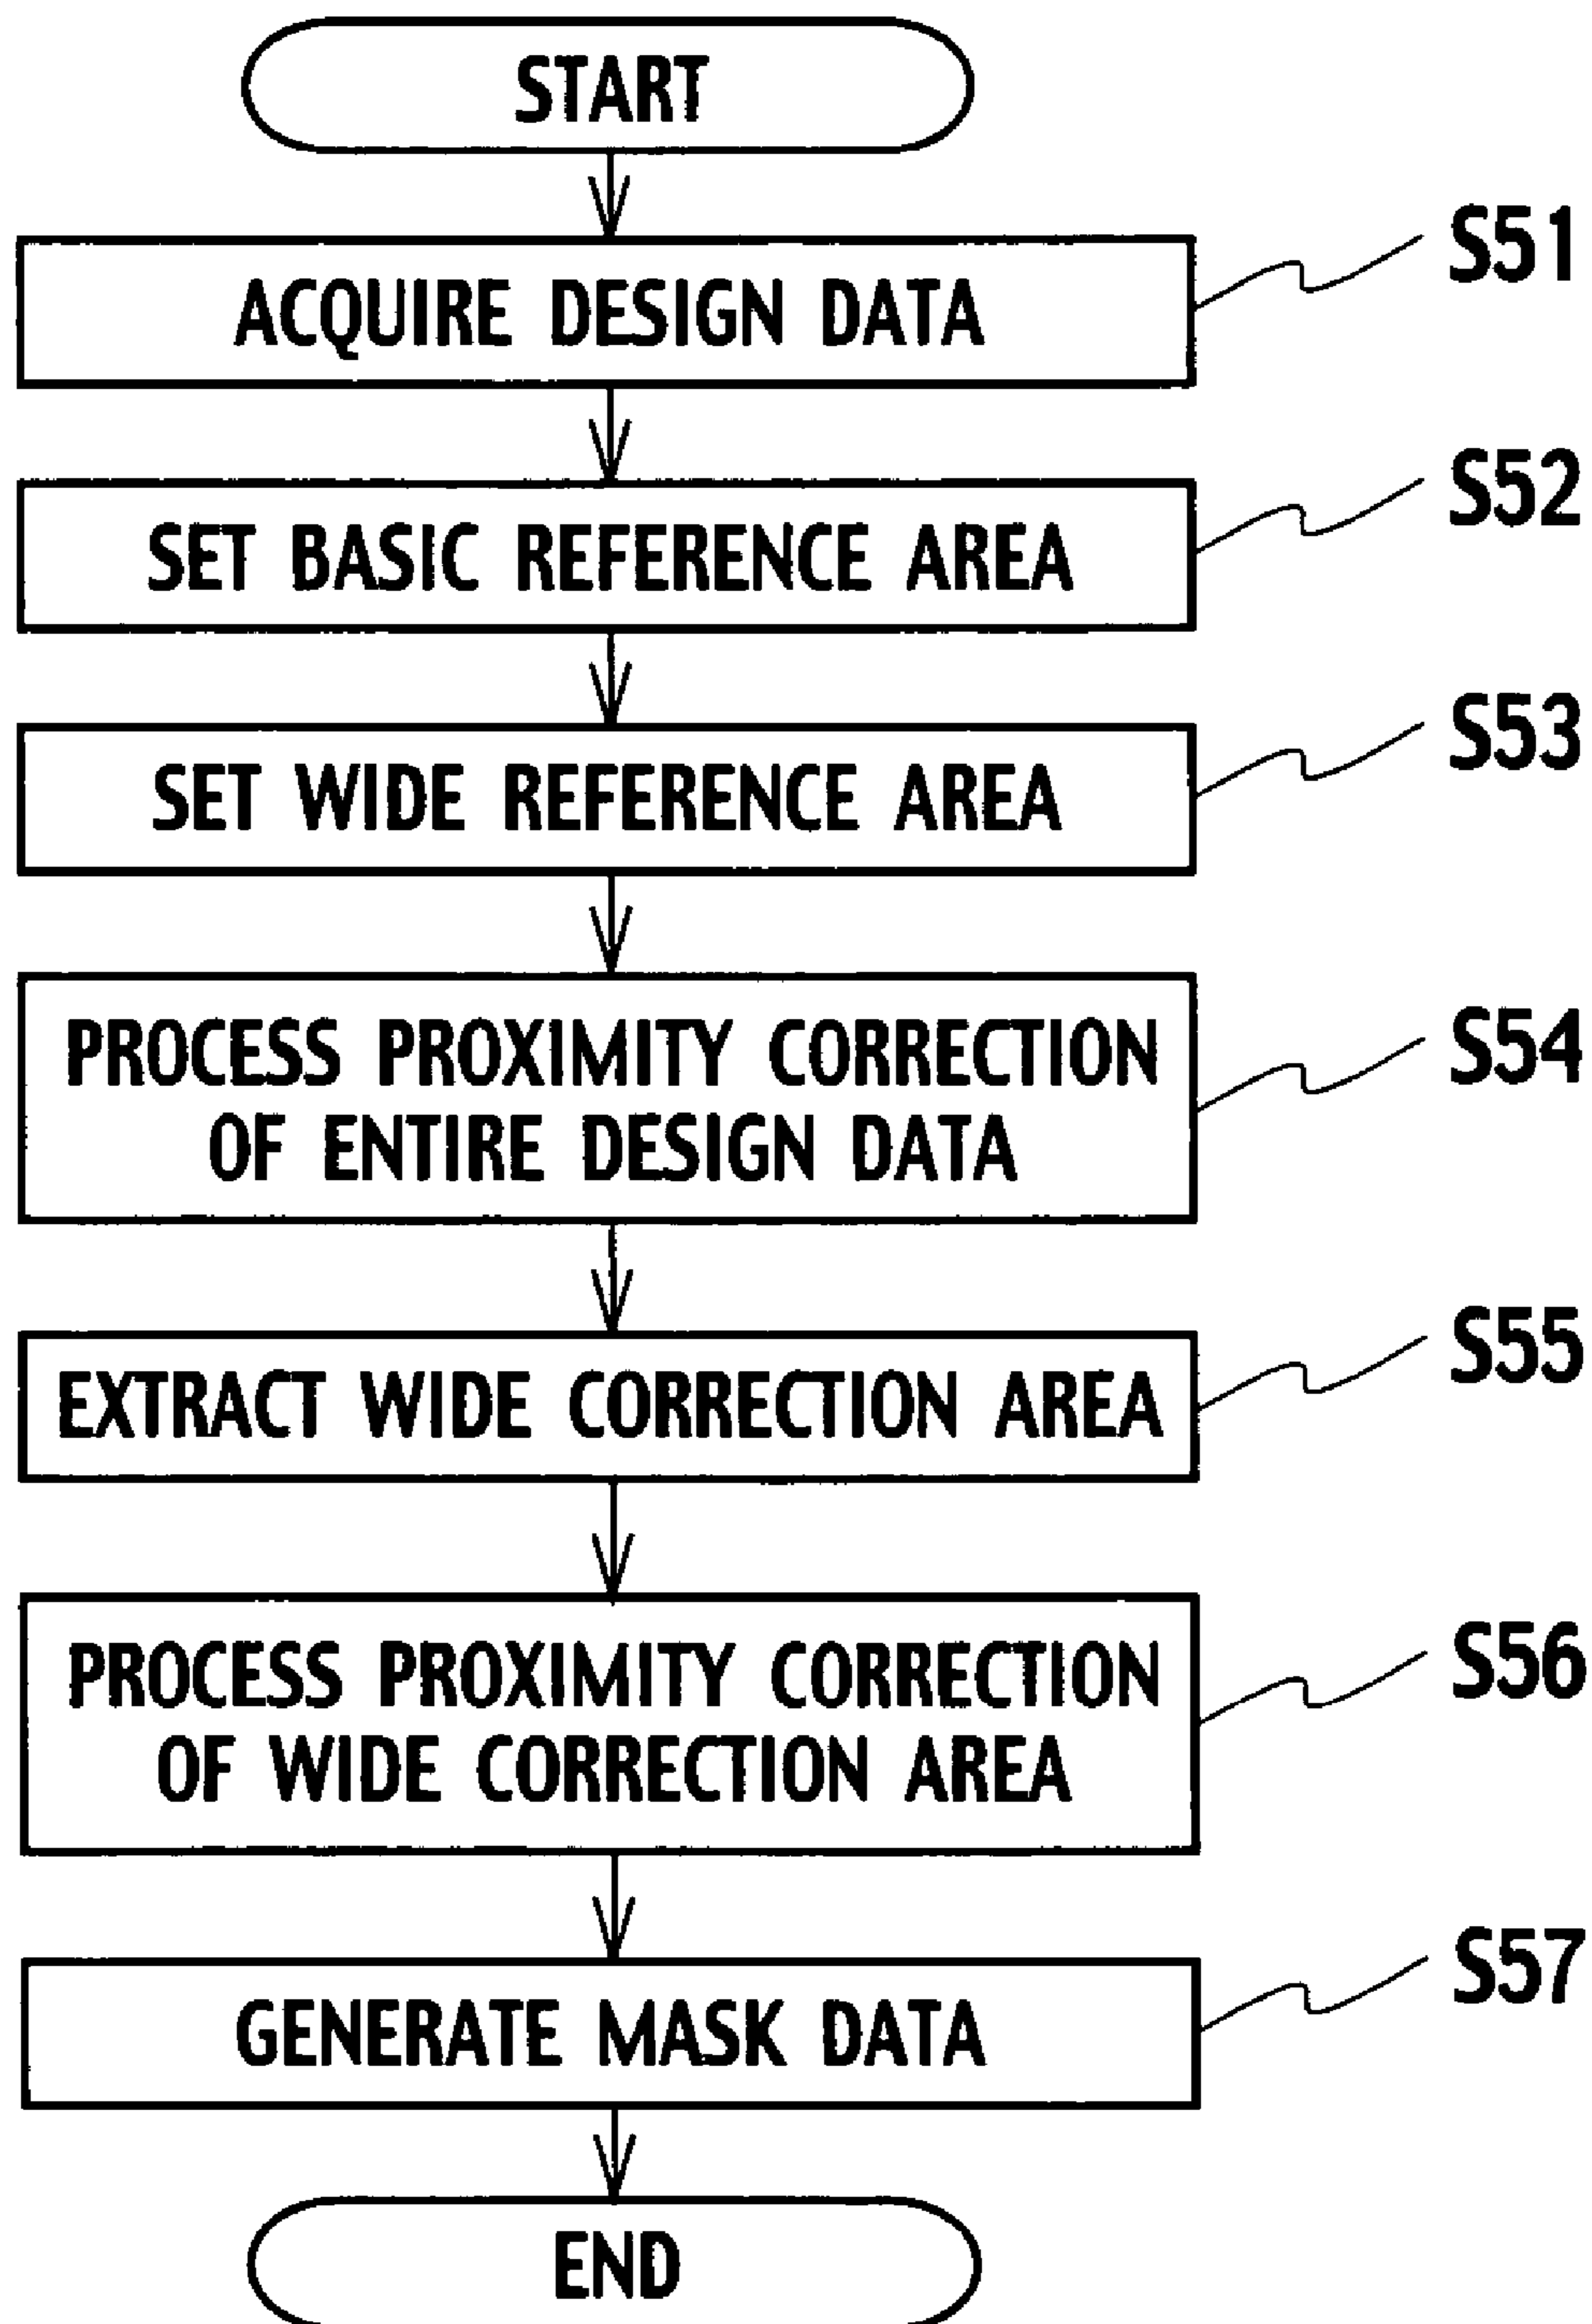 START
ACQUIRE DESIGN DATA
S51
SET BASIC REFERENCE AREA
S52
SET WIDE REFERENCE AREA
S53
PROCESS PROXIMITY CORRECTION
OF ENTIRE DESIGN DATA
S54
EXTRACT WIDE CORRECTION AREA
S55
PROCESS PROXIMITY CORRECTION
OF WIDE CORRECTION AREA
S56
GENERATE MASK DATA
S57
END